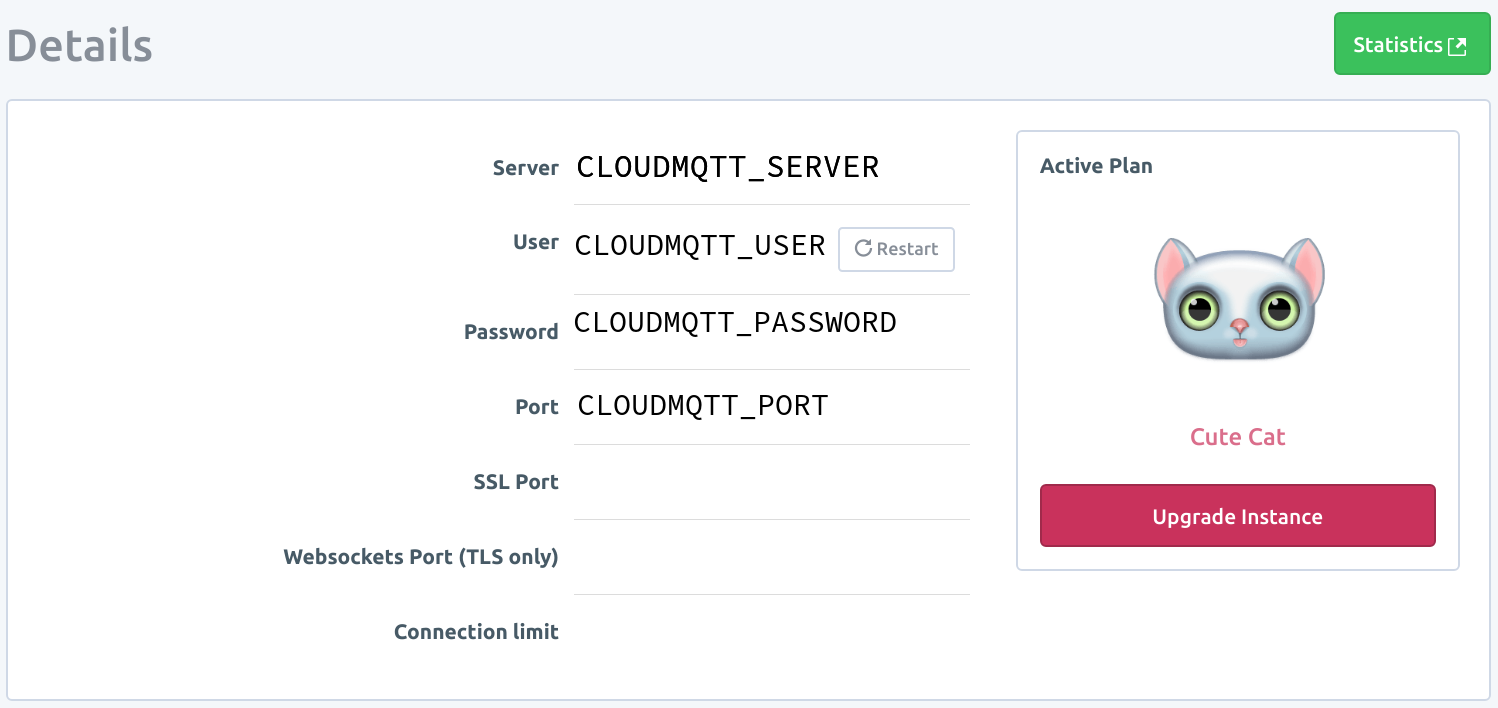 Details
Statistics
Server CLOUDMQTT_SERVER
User CLOUDMQTT_USER Restart
Password CLOUDMQTT_PASSWORD
Port CLOUDMQTT_PORT
SSL Port
Websockets Port (TLS only)
Connection limit
Active Plan
Cute Cat
Upgrade Instance